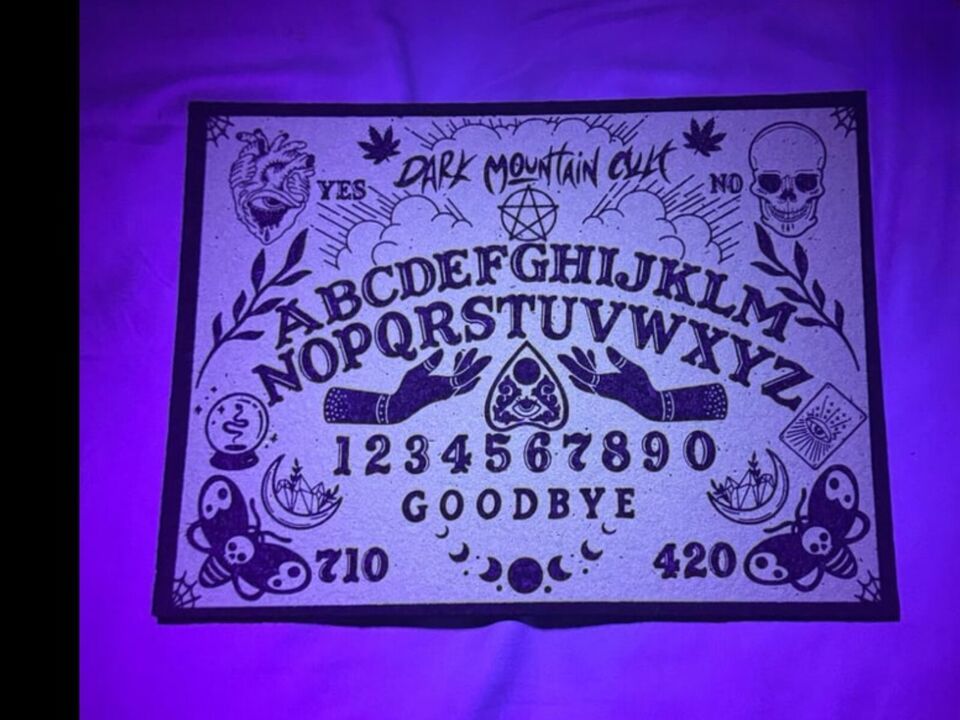 DARK MOUNTAIN CULT
YES
NO
ABCDEFGHIJKLM
NOPQRSTUVWXYZ
1234567890
GOODBYE
710
420